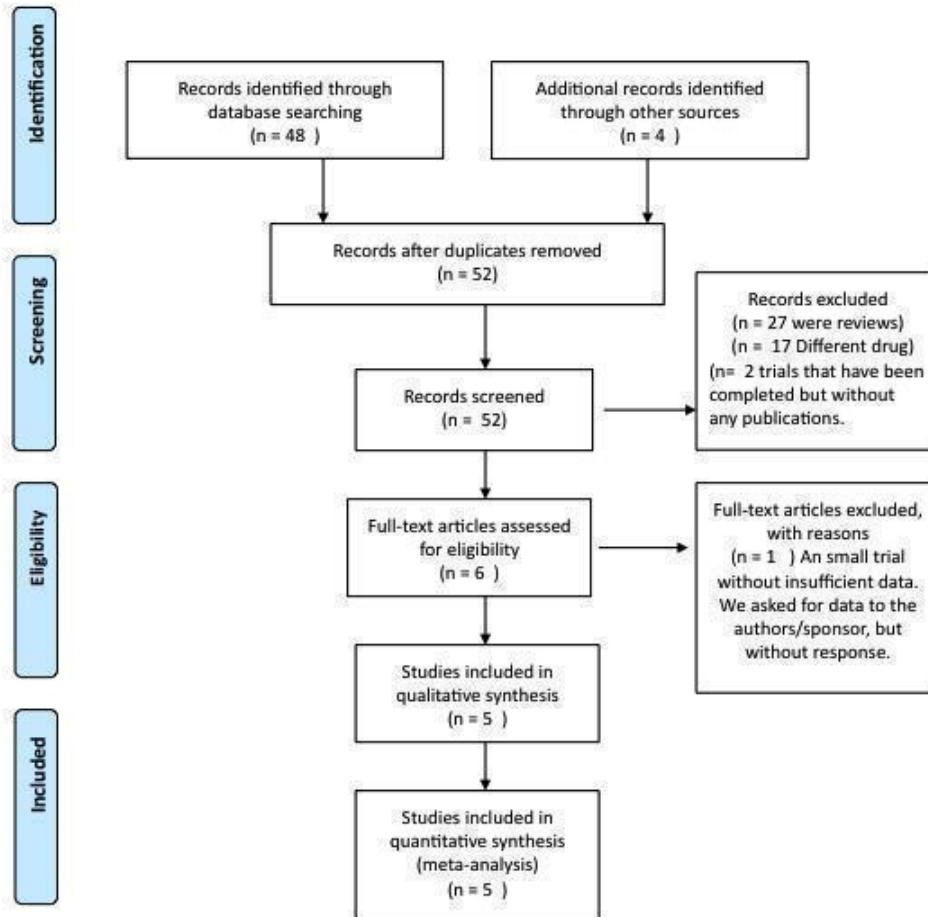 Identification
Records identified through
database searching
(n = 48  )
Additional records identified
through other sources
(n = 4   )
Screening
Records after duplicates removed
(n = 52)
Records screened
(n =  52)
Records excluded
(n = 27 were reviews)
(n =  17 Different drug)
(n=  2 trials that have been
completed but without
any publications.
Eligibility
Full-text articles assessed
for eligibility
(n = 6   )
Full-text articles excluded,
with reasons
(n = 1   ) An small trial
without insufficient data.
We asked for data to the
authors/sponsor, but
without response.
Studies included in
qualitative synthesis
(n = 5   )
Included
Studies included in
quantitative synthesis
(meta-analysis)
(n = 5   )